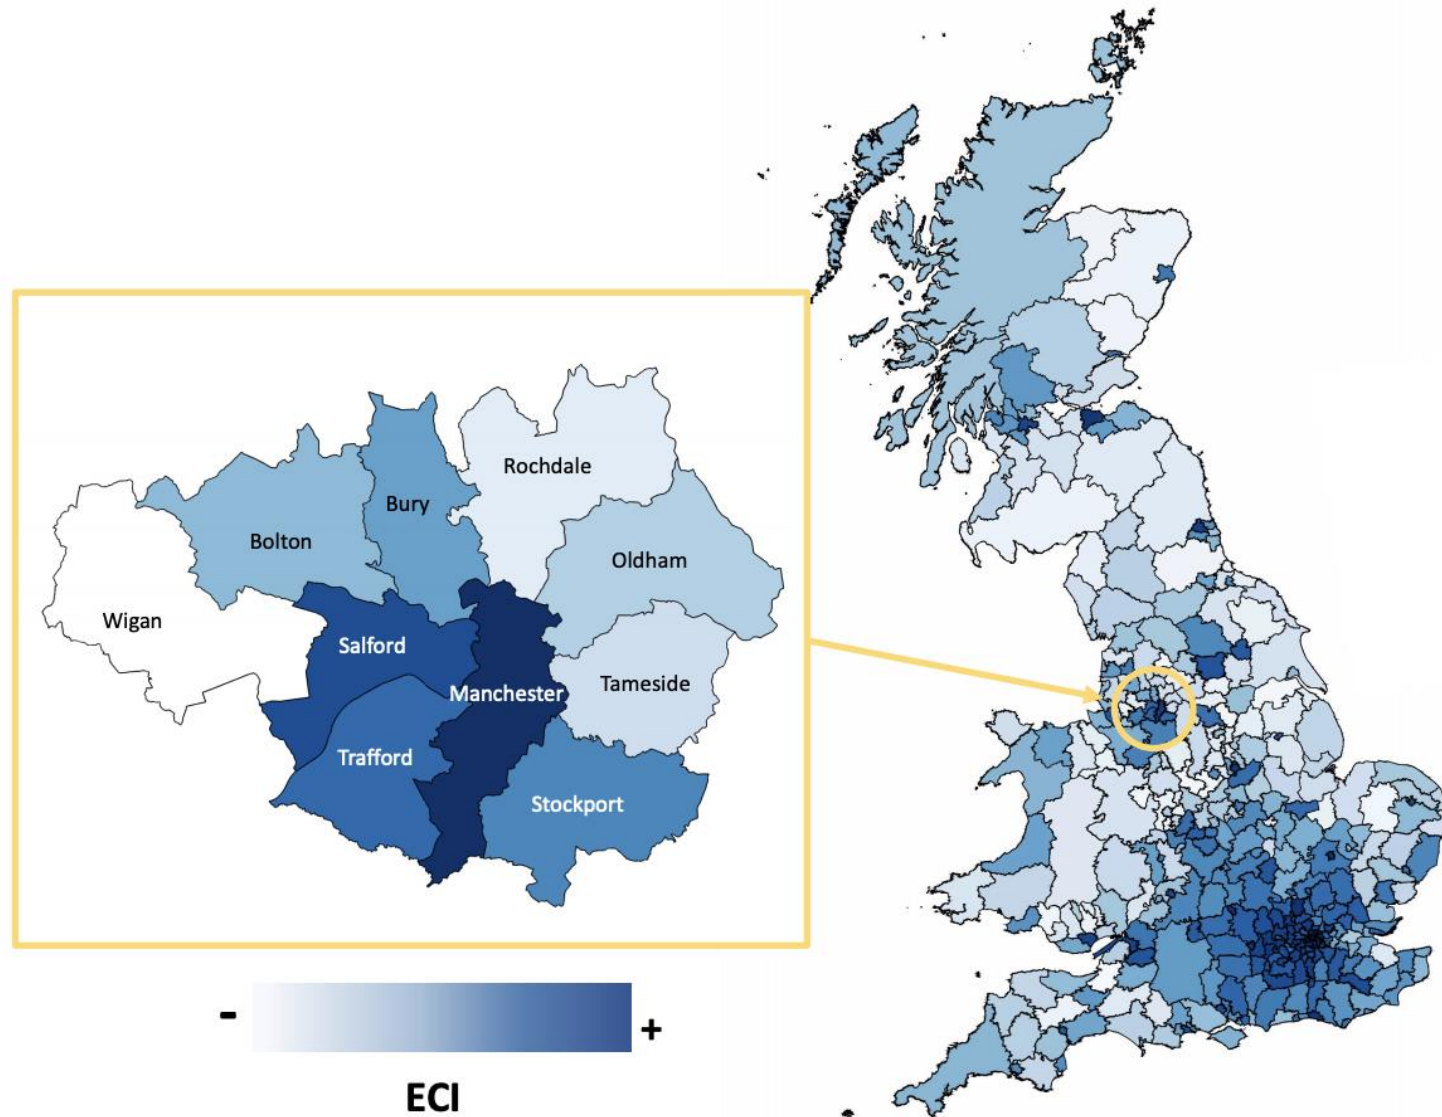 Rochdale
Bury
Bolton
Oldham
Wigan
Salford
Manchester
Tameside
Trafford
Stockport
-
+
ECI